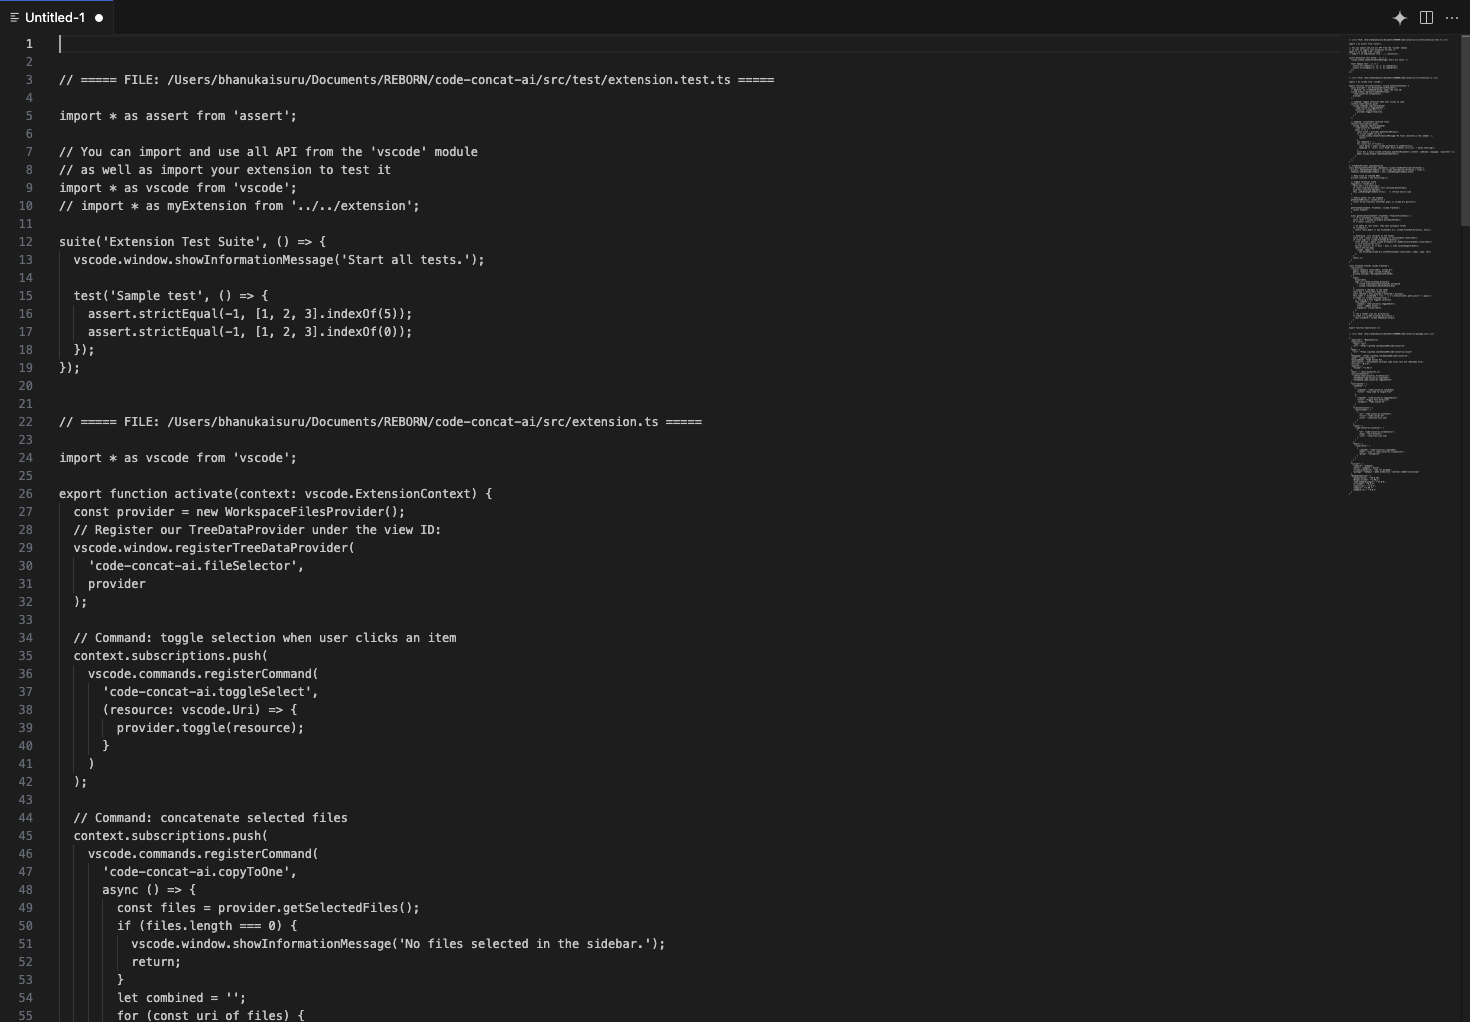 Untitled-1
1
2
3 // ===== FILE: /Users/bhanukaisuru/Documents/REBORN/code-concat-ai/src/test/extension.test.ts =====
4
5 import * as assert from 'assert';
6
7 // You can import and use all API from the 'vscode' module
8 // as well as import your extension to test it
9 import * as vscode from 'vscode';
10 // import * as myExtension from '../../extension';
11
12 suite('Extension Test Suite', () => {
13   vscode.window.showInformationMessage('Start all tests.');
14
15   test('Sample test', () => {
16     assert.strictEqual(-1, [1, 2, 3].indexOf(5));
17     assert.strictEqual(-1, [1, 2, 3].indexOf(0));
18   });
19 });
20
21
22 // ===== FILE: /Users/bhanukaisuru/Documents/REBORN/code-concat-ai/src/extension.ts =====
23
24 import * as vscode from 'vscode';
25
26 export function activate(context: vscode.ExtensionContext) {
27   const provider = new WorkspaceFilesProvider();
28   // Register our TreeDataProvider under the view ID:
29   vscode.window.registerTreeDataProvider(
30     'code-concat-ai.fileSelector',
31     provider
32   );
33
34   // Command: toggle selection when user clicks an item
35   context.subscriptions.push(
36     vscode.commands.registerCommand(
37       'code-concat-ai.toggleSelect',
38       (resource: vscode.Uri) => {
39         provider.toggle(resource);
40       }
41     )
42   );
43
44   // Command: concatenate selected files
45   context.subscriptions.push(
46     vscode.commands.registerCommand(
47       'code-concat-ai.copyToOne',
48       async () => {
49         const files = provider.getSelectedFiles();
50         if (files.length === 0) {
51           vscode.window.showInformationMessage('No files selected in the sidebar.');
52           return;
53         }
54         let combined = '';
55         for (const uri of files) {